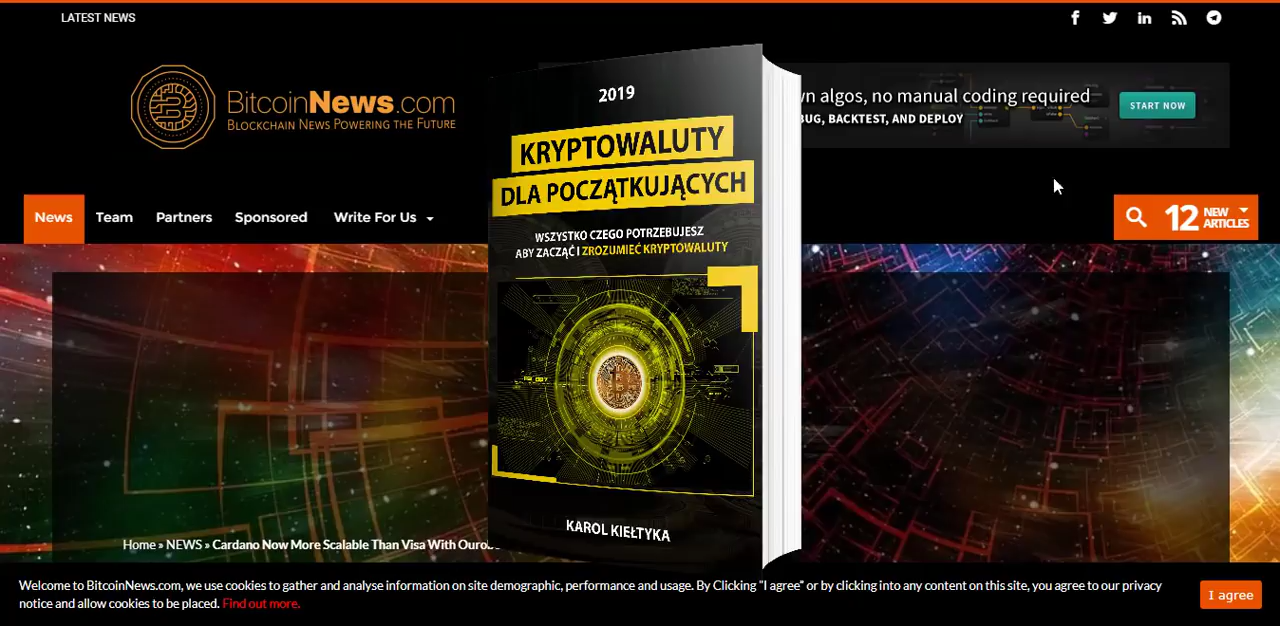 LATEST NEWS
BitcoinNews.com
BLOCKCHAIN NEWS POWERING THE FUTURE
algos, no manual coding required
BACKTEST, AND DEPLOY
START NOW
News
Team
Partners
Sponsored
Write For Us
12
NEW
ARTICLES
2019
KRYPTOWALUTY
DLA POCZĄTKUJĄCYCH
WSZYSTKO CZEGO POTRZEBUJESZ
ABY ZACZĄĆ I ZROZUMIEĆ KRYPTOWALUTY
KAROL KIEŁTYKA
Home » NEWS » Cardano Now More Scalable Than Visa With
Welcome to BitcoinNews.com, we use cookies to gather and analyse information on site demographic, performance and usage. By Clicking "I agree" or by clicking into any content on this site, you agree to our privacy
notice and allow cookies to be placed. Find out more.
I agree